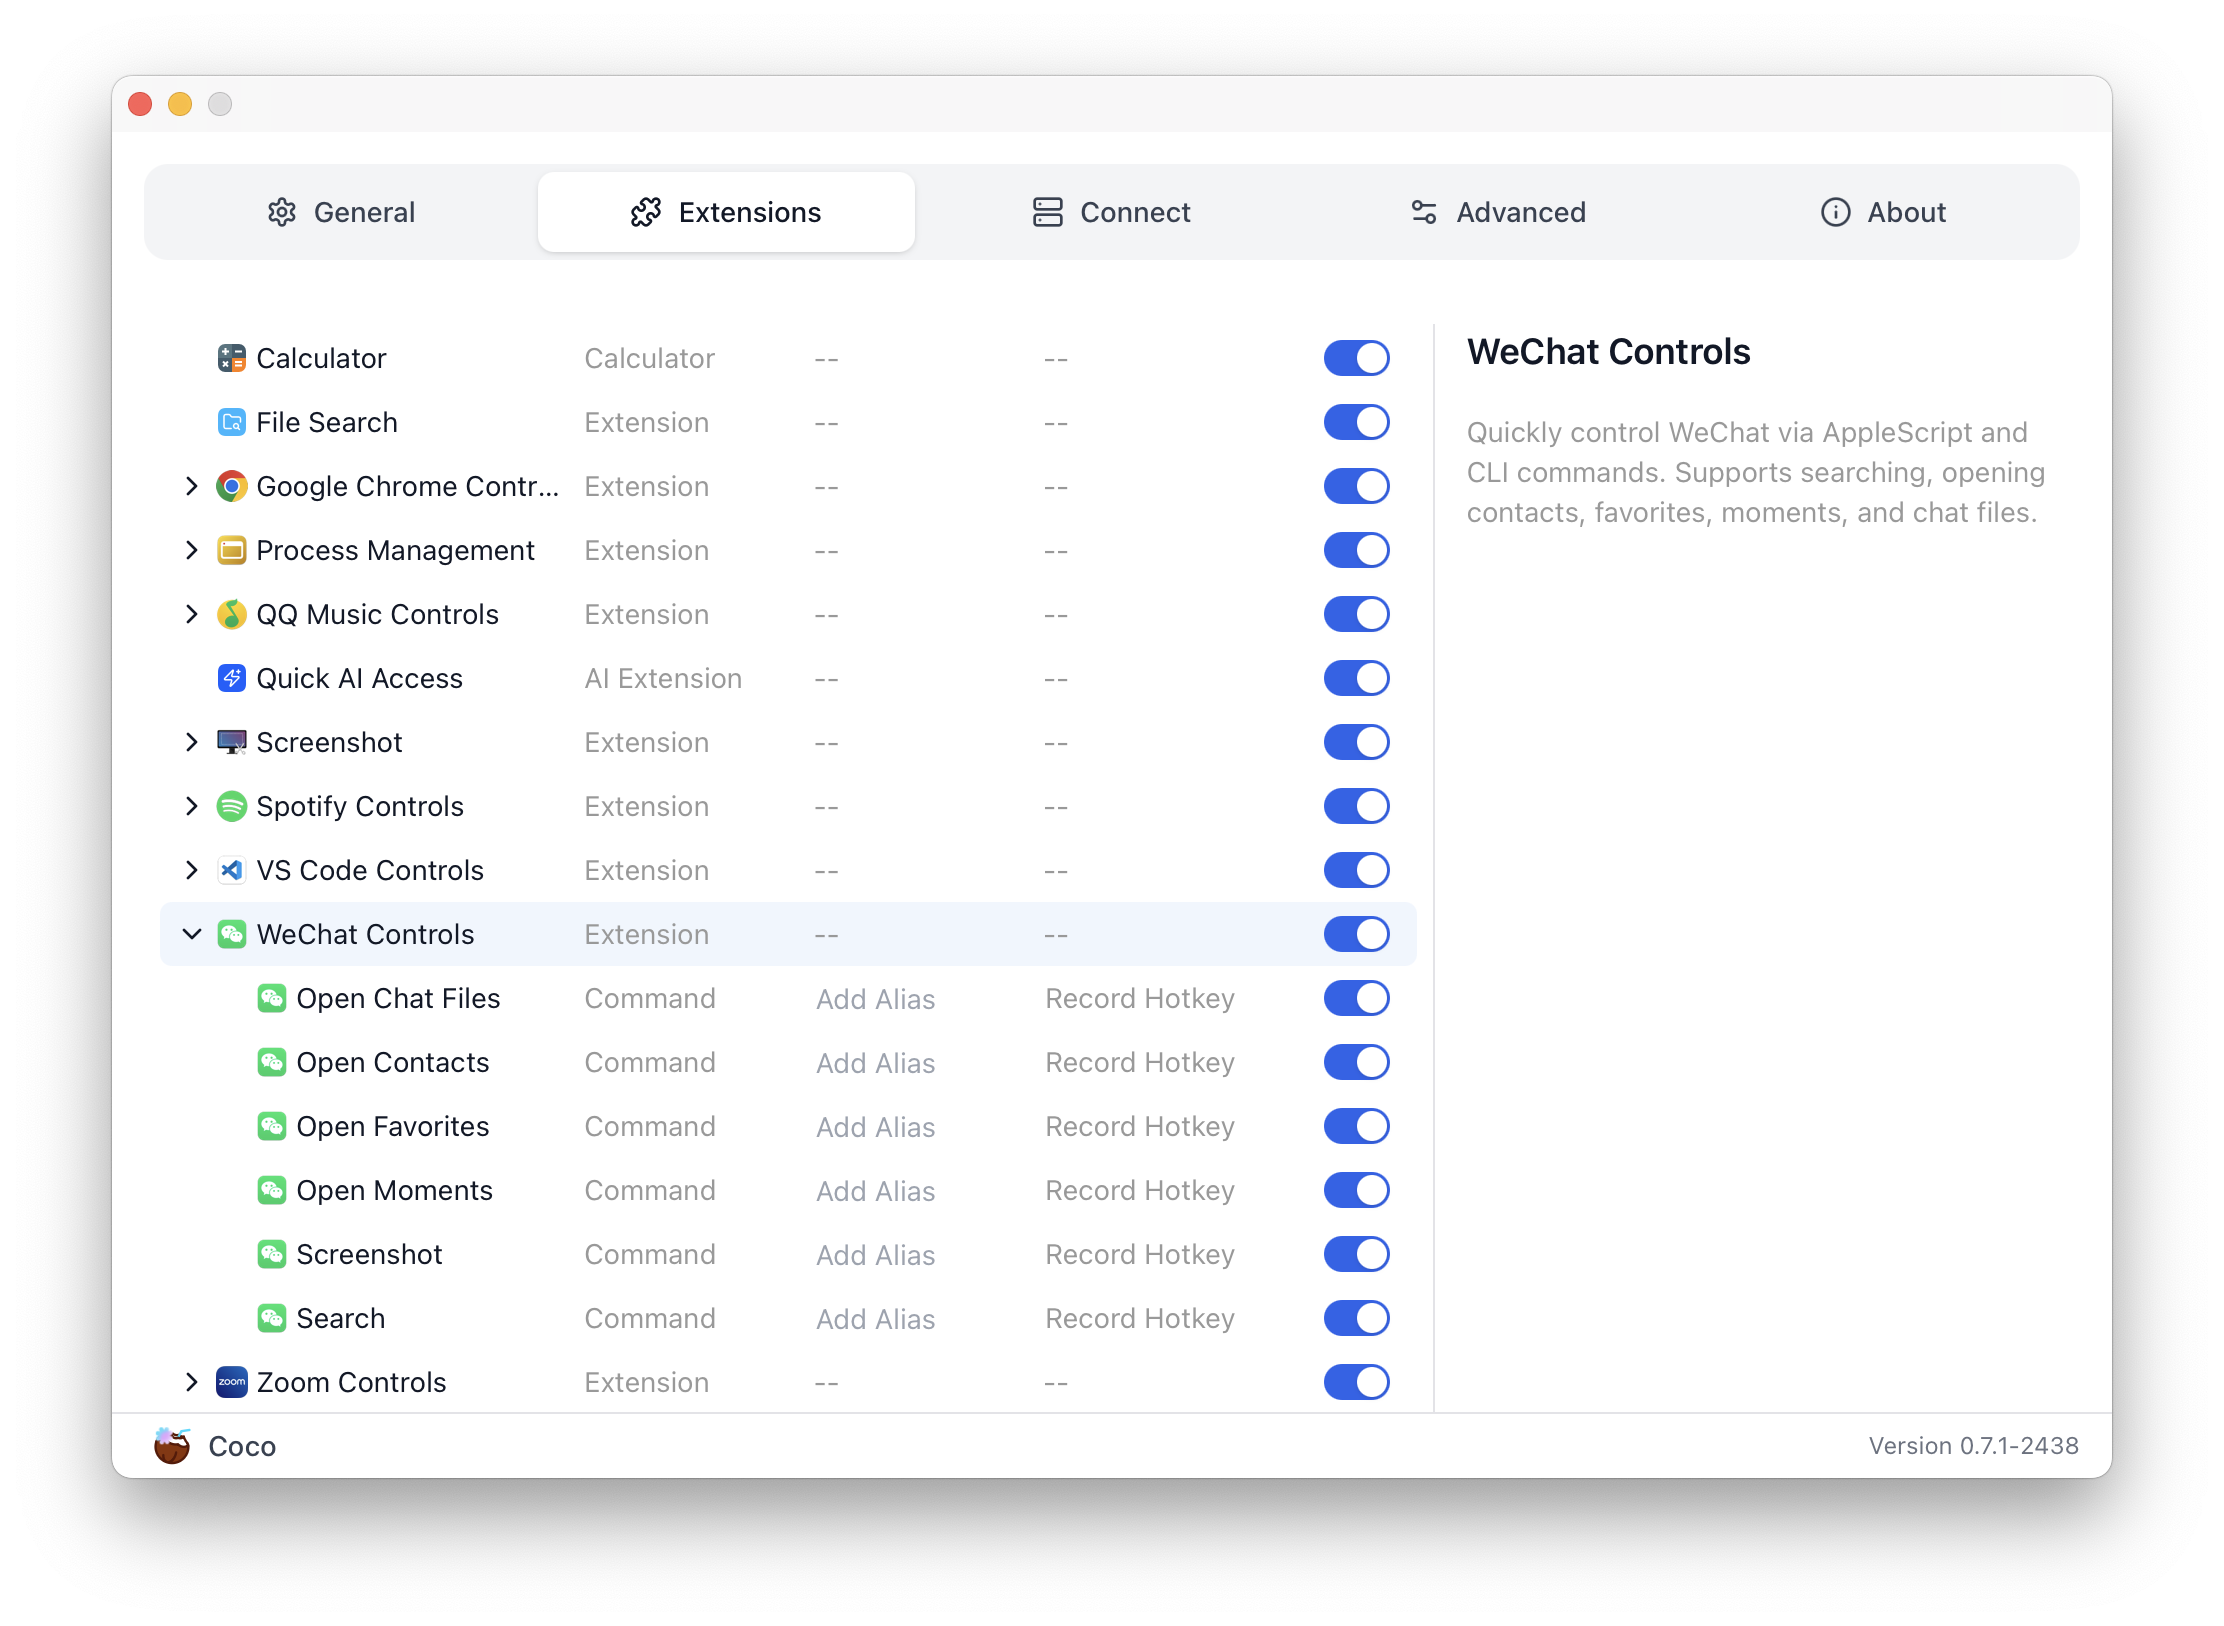 General Extensions Connect Advanced About
Calculator Calculator -- --
File Search Extension -- --
Google Chrome Contr... Extension -- --
Process Management Extension -- --
QQ Music Controls Extension -- --
Quick AI Access AI Extension -- --
Screenshot Extension -- --
Spotify Controls Extension -- --
VS Code Controls Extension -- --
WeChat Controls Extension -- --
Open Chat Files Command Add Alias Record Hotkey
Open Contacts Command Add Alias Record Hotkey
Open Favorites Command Add Alias Record Hotkey
Open Moments Command Add Alias Record Hotkey
Screenshot Command Add Alias Record Hotkey
Search Command Add Alias Record Hotkey
zoom Zoom Controls Extension -- --
WeChat Controls
Quickly control WeChat via AppleScript and
CLI commands. Supports searching, opening
contacts, favorites, moments, and chat files.
Coco
Version 0.7.1-2438